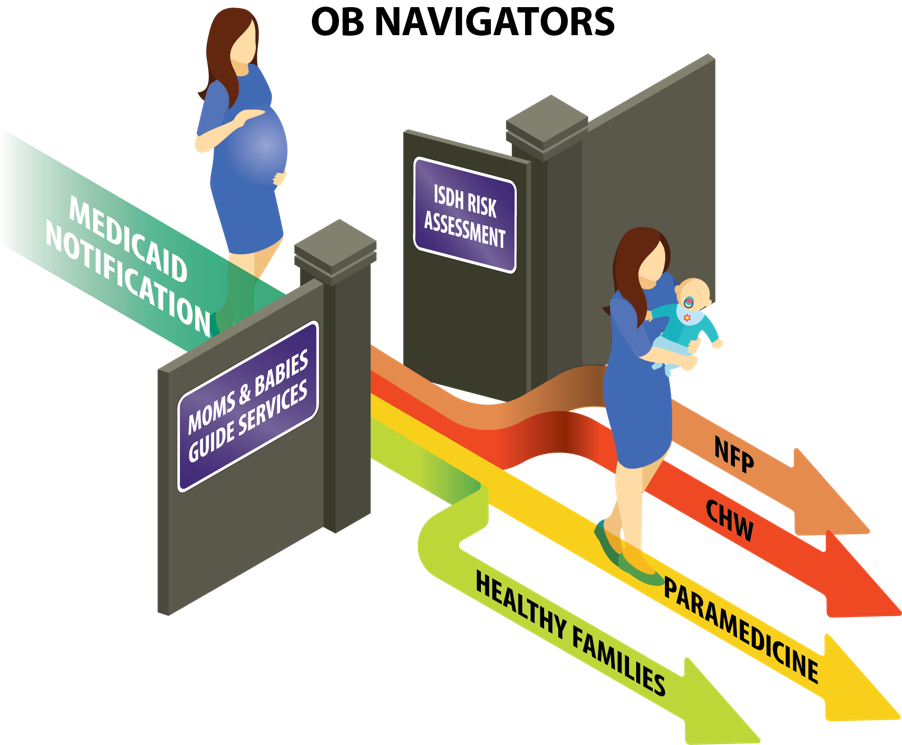 OB NAVIGATORS
MEDICAID
NOTIFICATION
ISDH RISK
ASSESSMENT
MOMS & BABIES
GUIDE SERVICES
NFP
CHW
PARAMEDICINE
HEALTHY FAMILIES